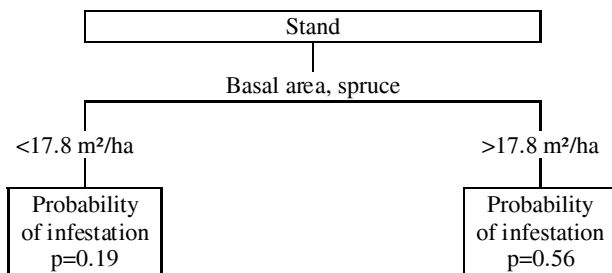 Stand
Basal area, spruce
<17.8 m²/ha
>17.8 m²/ha
Probability
of infestation
p=0.19
Probability
of infestation
p=0.56